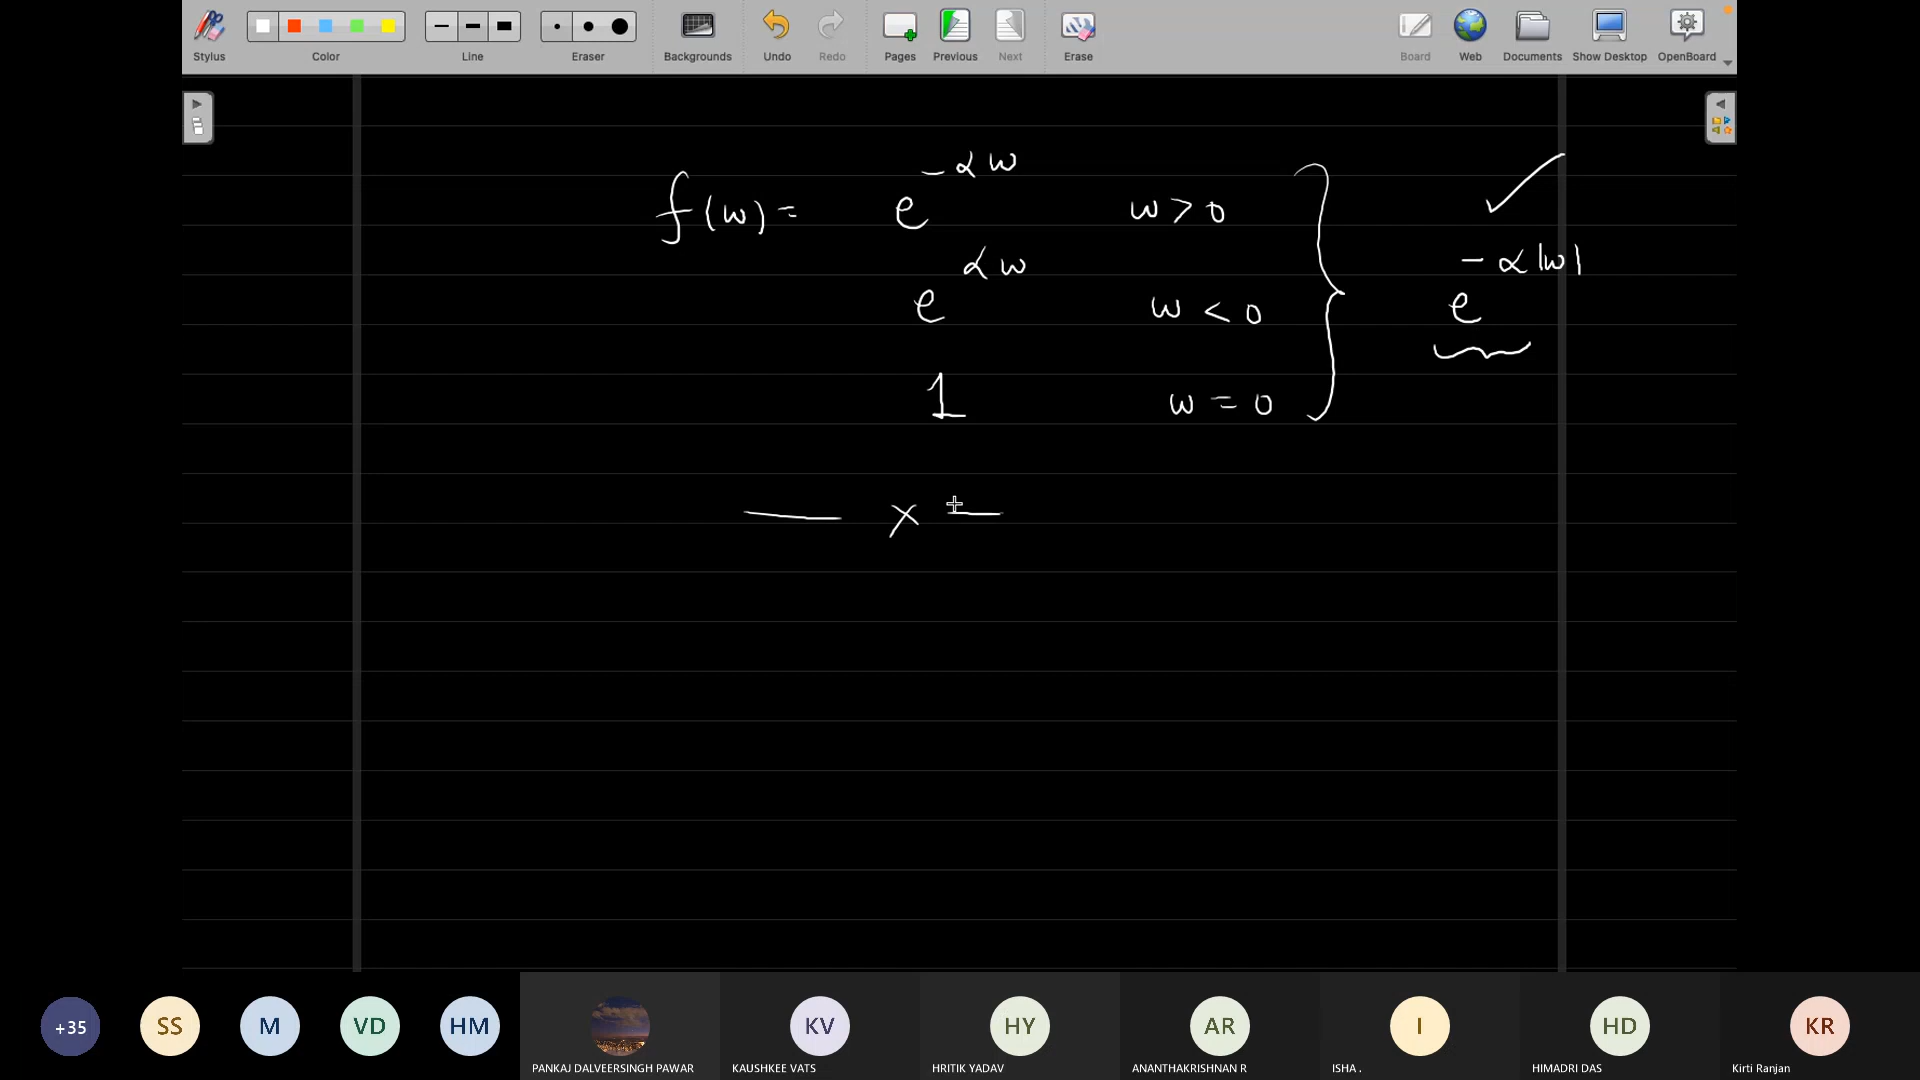 Stylus Color Line Eraser Backgrounds Undo Redo Pages Previous Next Erase Board Web Documents Show Desktop OpenBoard
f(w) = e^{-αw} w > 0
e^{αw} w < 0
1 w = 0
e^{-α|w|}
— x —
+35 SS M VD HM KV HY AR I HD KR
PANKAJ DALVEERSINGH PAWAR KAUSHKEE VATS HRITIK YADAV ANANTHAKRISHNAN R ISHA . HIMADRI DAS Kirti Ranjan